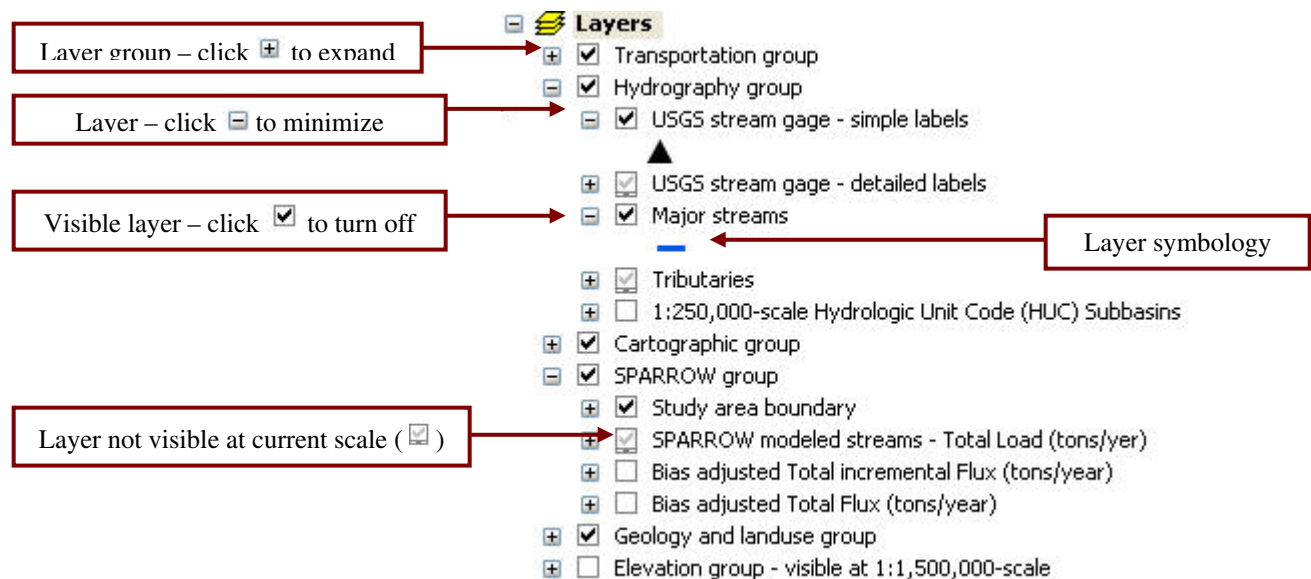 Layers
Layer group – click to expand
Transportation group
Hydrography group
Layer – click to minimize
USGS stream gage - simple labels
USGS stream gage - detailed labels
Visible layer – click to turn off
Major streams
Layer symbology
Tributaries
1:250,000-scale Hydrologic Unit Code (HUC) Subbasins
Cartographic group
SPARROW group
Study area boundary
Layer not visible at current scale ( )
SPARROW modeled streams - Total Load (tons/yer)
Bias adjusted Total incremental Flux (tons/year)
Bias adjusted Total Flux (tons/year)
Geology and landuse group
Elevation group - visible at 1:1,500,000-scale